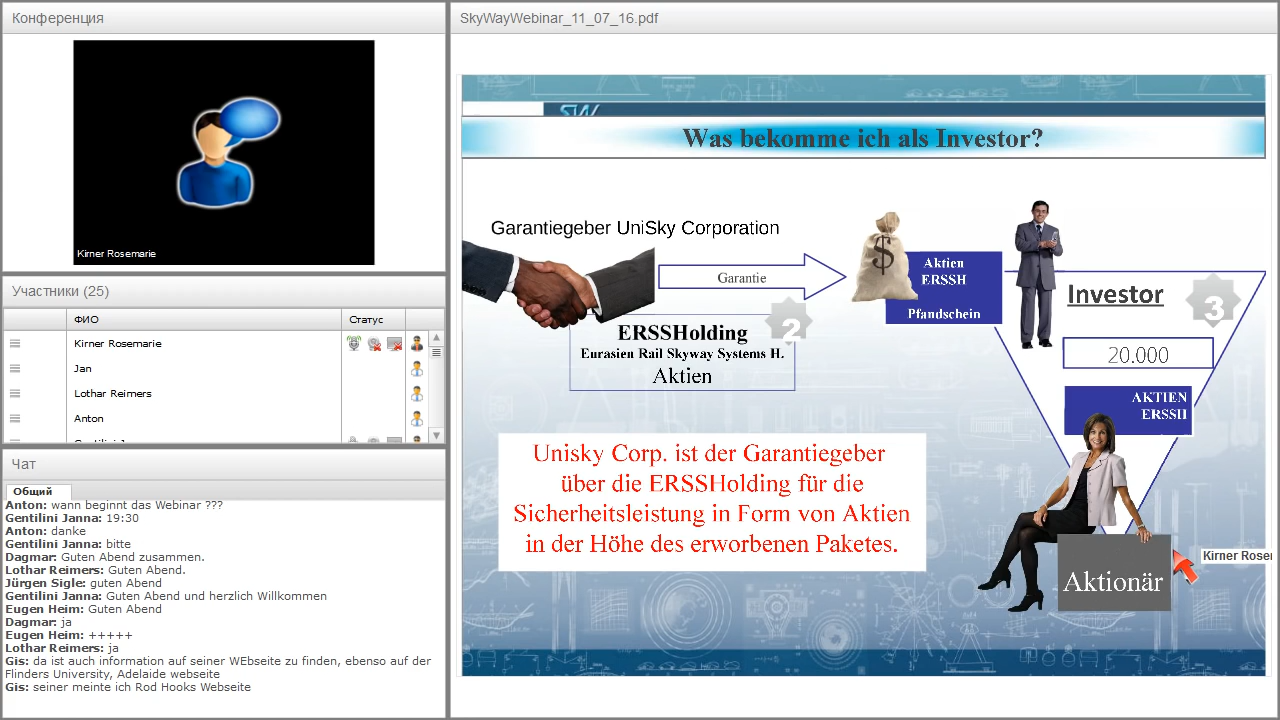 Конференция
Kirner Rosemarie
Участники (25)
ФИО
Статус
Kirner Rosemarie
Jan
Lothar Reimers
Anton
Чат
Общий
Anton: wann beginnt das Webinar ???
Gentilini Janna: 19:30
Anton: danke
Gentilini Janna: bitte
Dagmar: Guten Abend zusammen.
Lothar Reimers: Guten Abend.
Jürgen Sigle: guten Abend
Gentilini Janna: Guten Abend und herzlich Willkommen
Eugen Heim: Guten Abend
Dagmar: ja
Eugen Heim: +++++
Lothar Reimers: ja
Gis: da ist auch information auf seiner WEbseite zu finden, ebenso auf der
Flinders University, Adelaide webseite
Gis: seiner meinte ich Rod Hooks Webseite
SkyWayWebinar_11_07_16.pdf
SW
Was bekomme ich als Investor?
Garantiegeber UniSky Corporation
Garantie
$
Aktien
ERSSH
Pfandschein
2
ERSSHolding
Eurasien Rail Skyway Systems H.
Aktien
Investor
3
20.000
AKTIEN
ERSSH
Unisky Corp. ist der Garantiegeber
über die ERSSHolding für die
Sicherheitsleistung in Form von Aktien
in der Höhe des erworbenen Paketes.
Aktionär
Kirner Roser